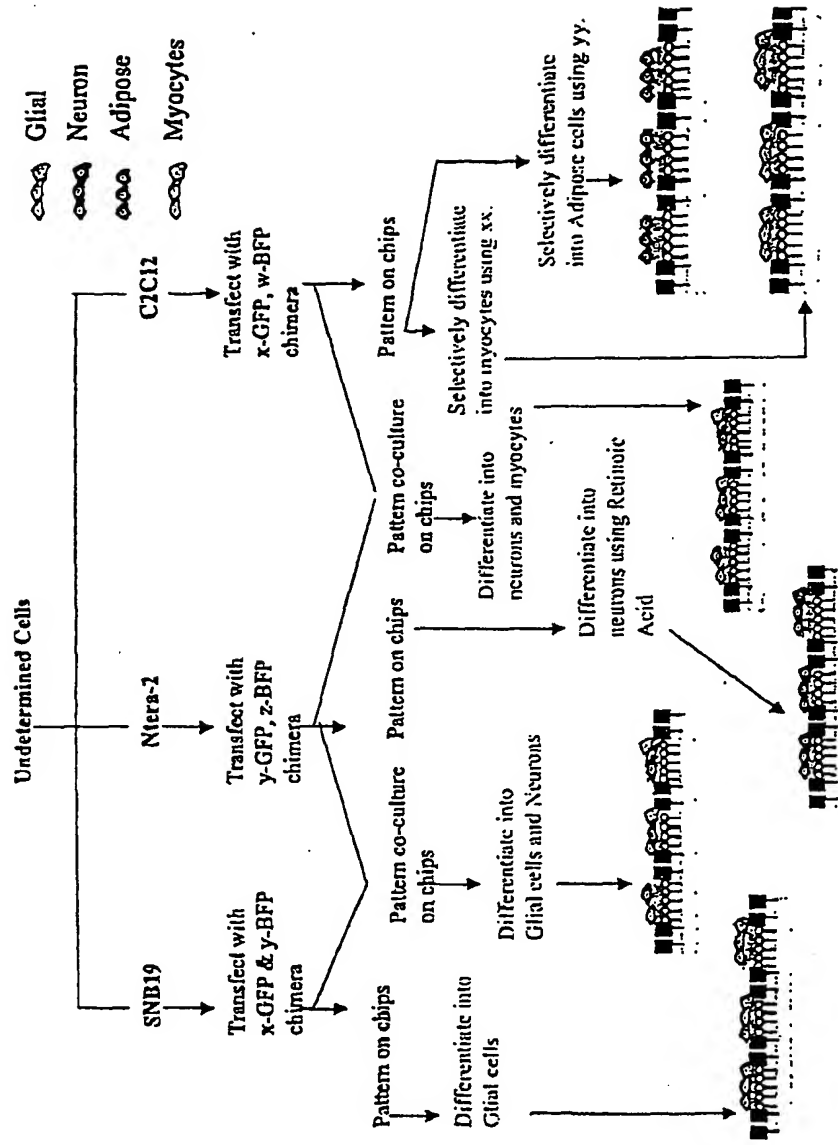 Undetermined Cells
SNB19
Ntera-2
C2C12
Glial
Neuron
Adipose
Myocytes
Transfect with
x-GFP & y-BFP
chimera
Transfect with
y-GFP, z-BFP
chimera
Transfect with
x-GFP, w-BFP
chimera
Pattern on chips
Pattern co-culture
on chips
Pattern on chips
Pattern co-culture
on chips
Pattern on chips
Differentiate into
Glial cells
Differentiate into
Glial cells and Neurons
Differentiate into
neurons using Retinoic
Acid
Differentiate into
neurons and myocytes
Selectively differentiate
into myocytes using xx.
Selectively differentiate
into Adipose cells using yy.